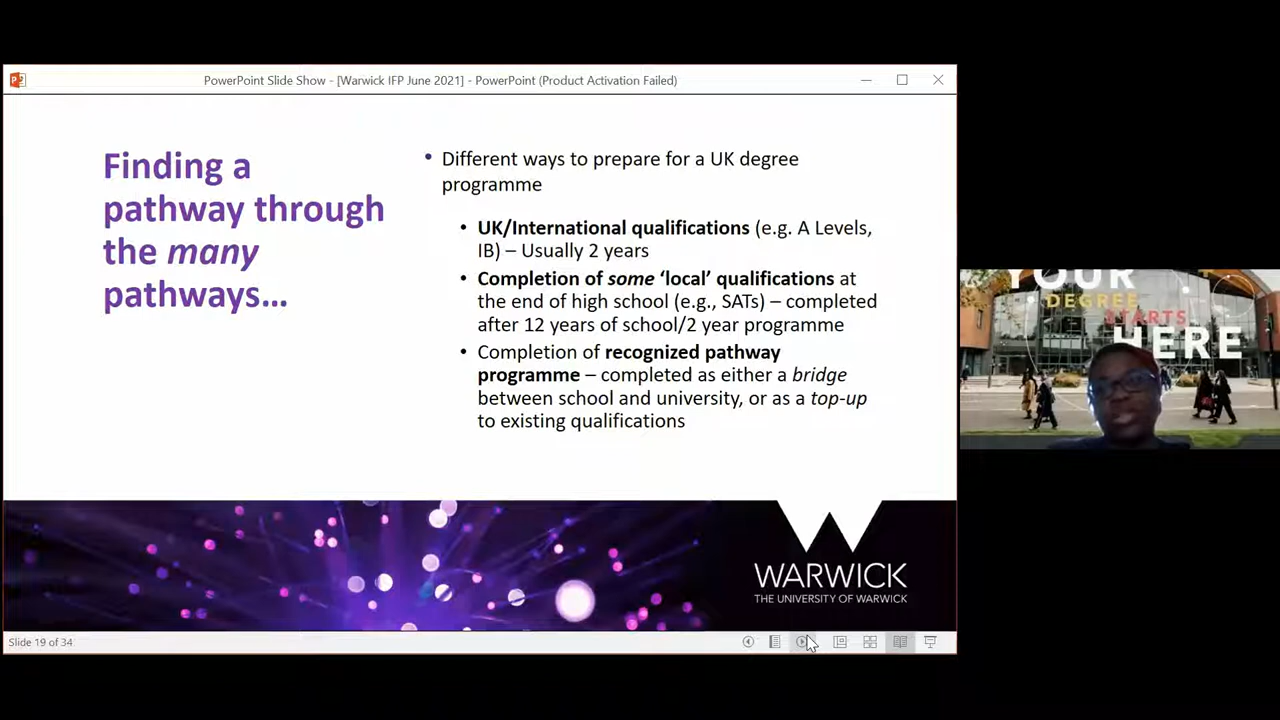 PowerPoint Slide Show - [Warwick IFP June 2021] - PowerPoint (Product Activation Failed)
Finding a
pathway through
the many
pathways...
• Different ways to prepare for a UK degree
programme
• UK/International qualifications (e.g. A Levels,
IB) – Usually 2 years
• Completion of some ‘local’ qualifications at
the end of high school (e.g., SATs) – completed
after 12 years of school/2 year programme
• Completion of recognized pathway
programme – completed as either a bridge
between school and university, or as a top-up
to existing qualifications
WARWICK
THE UNIVERSITY OF WARWICK
Slide 19 of 34
YOUR
DEGREE
STARTS
HERE